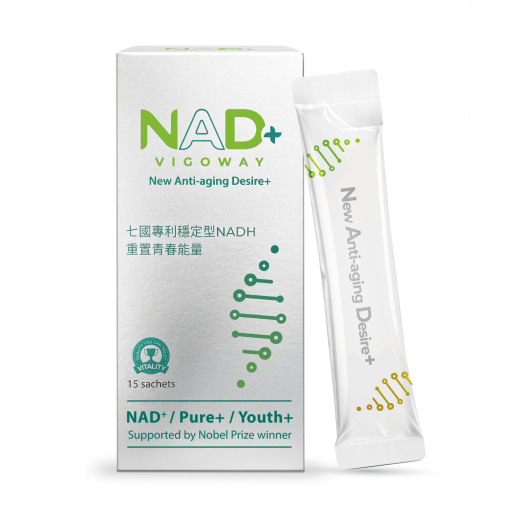 NAD+
VIGOWAY
New Anti-aging Desire+
七國專利穩定型NADH
重置青春能量
VITALITY
15 sachets
NAD+ / Pure+ / Youth+
Supported by Nobel Prize winner
New Anti-aging Desire+